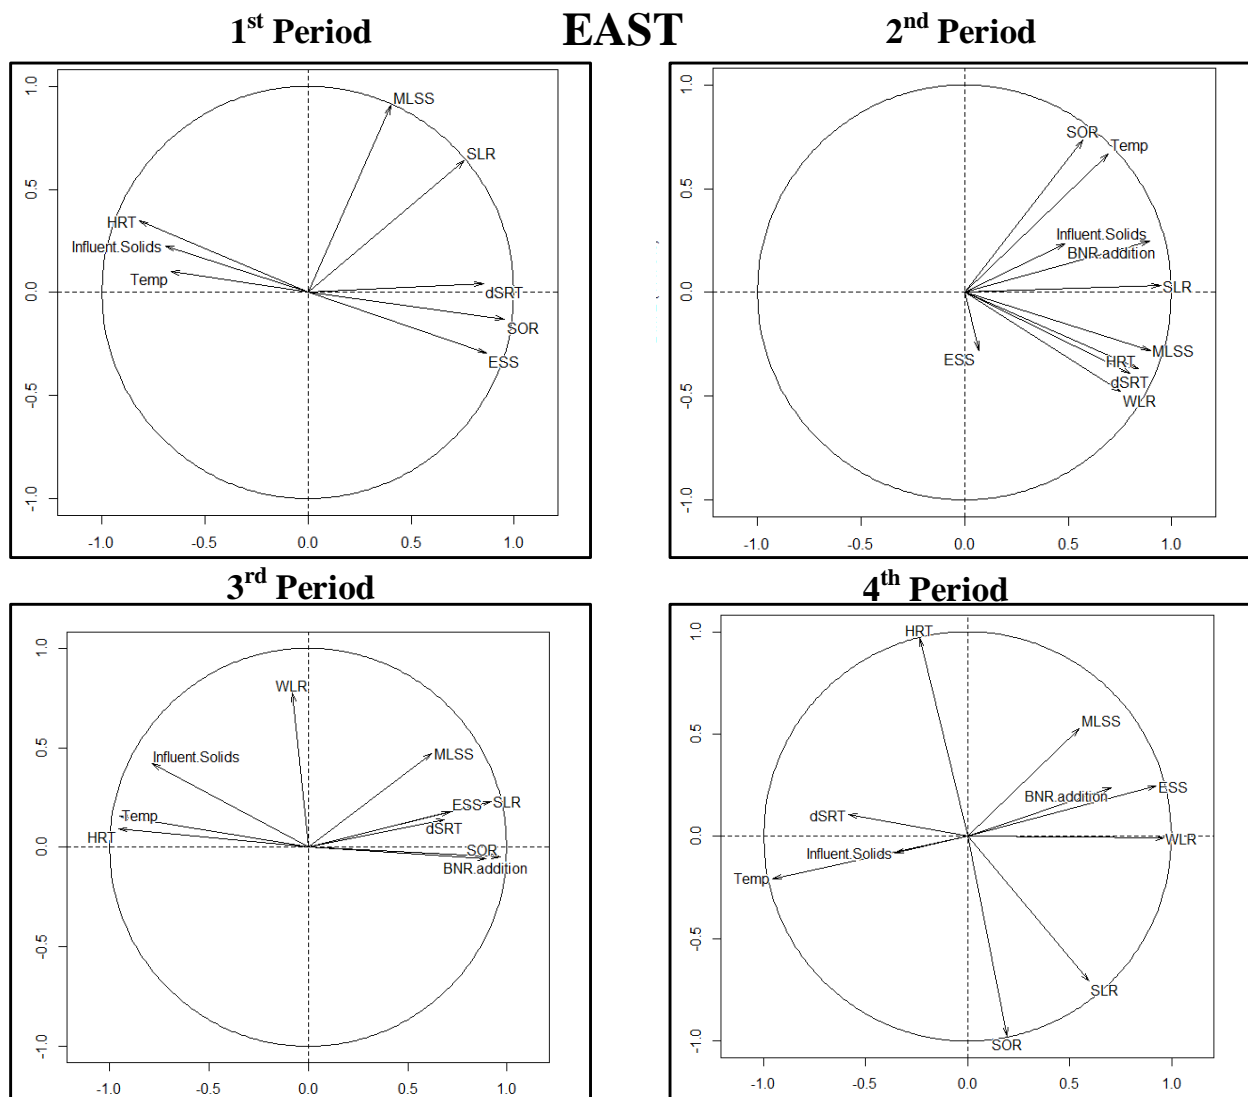 EAST
1st Period
2nd Period
MLSS
SLR
HRT
Influent.Solids
Temp
dSRT
SOR
ESS
1.0
0.5
0.0
-0.5
-1.0
-1.0 -0.5 0.0 0.5 1.0
SOR
Temp
Influent.Solids
BNR.addition
SLR
MLSS
HRT
ESS
dSRT
WLR
1.0
0.5
0.0
-0.5
-1.0
-1.0 -0.5 0.0 0.5 1.0
3rd Period
4th Period
WLR
Influent.Solids
MLSS
Temp
ESS SLR
HRT
dSRT
SOR
BNR.addition
1.0
0.5
0.0
-0.5
-1.0
-1.0 -0.5 0.0 0.5 1.0
HRT
MLSS
ESS
BNR.addition
dSRT
WLR
Influent.Solids
Temp
SLR
SOR
1.0
0.5
0.0
-0.5
-1.0
-1.0 -0.5 0.0 0.5 1.0